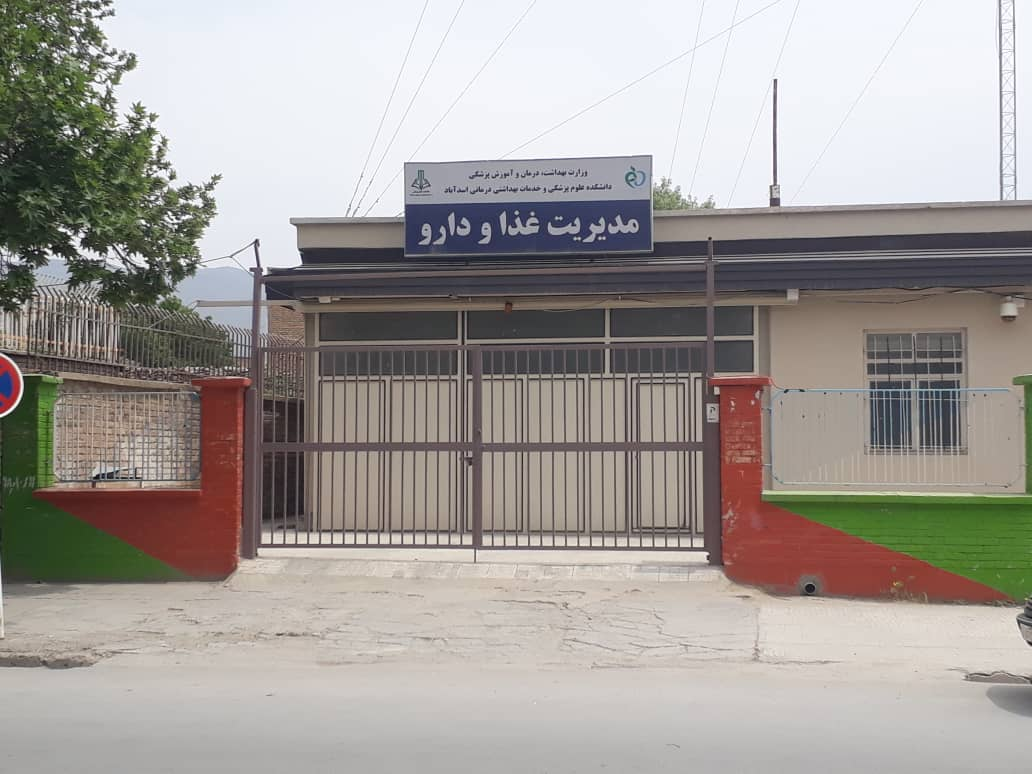 وزارت بهداشت، درمان و آموزش پزشکی
دانشکده علوم پزشکی و خدمات بهداشتی درمانی اسدآباد
مدیریت غذا و دارو